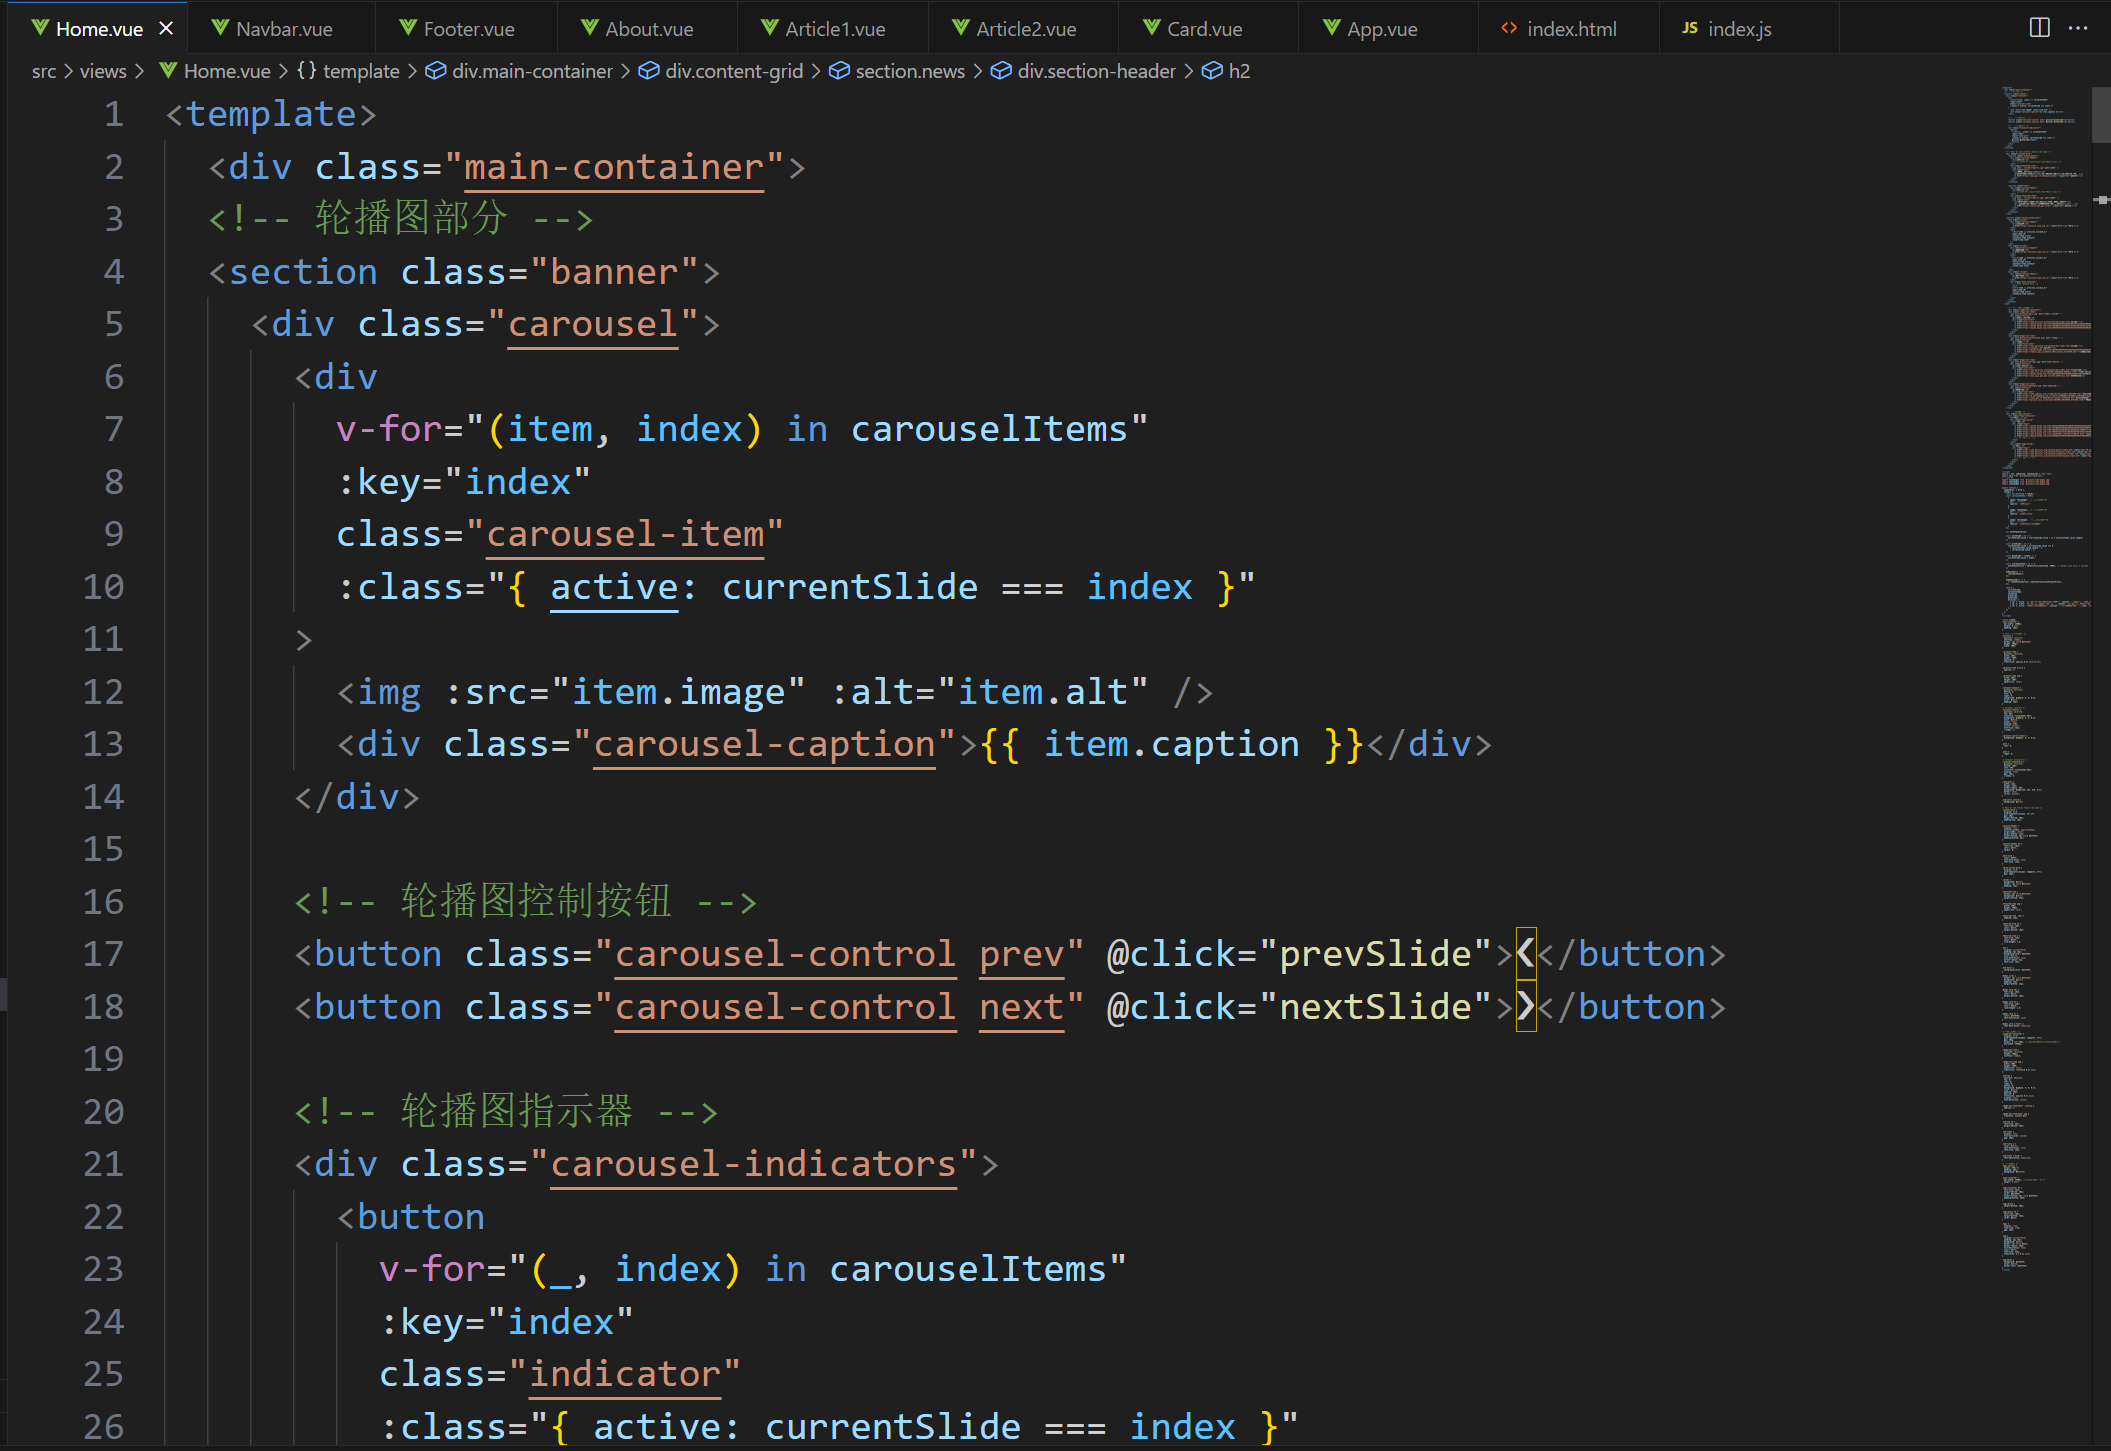 Home.vue Navbar.vue Footer.vue About.vue Article1.vue Article2.vue Card.vue App.vue <> index.html JS index.js
src > views > Home.vue > {} template > div.main-container > div.content-grid > section.news > div.section-header > h2
1 <template>
2 <div class="main-container">
3 <!-- 轮播图部分 -->
4 <section class="banner">
5 <div class="carousel">
6 <div
7 v-for="(item, index) in carouselItems"
8 :key="index"
9 class="carousel-item"
10 :class="{ active: currentSlide === index }"
11 >
12 <img :src="item.image" :alt="item.alt" />
13 <div class="carousel-caption">{{ item.caption }}</div>
14 </div>
15
16 <!-- 轮播图控制按钮 -->
17 <button class="carousel-control prev" @click="prevSlide">❮</button>
18 <button class="carousel-control next" @click="nextSlide">❯</button>
19
20 <!-- 轮播图指示器 -->
21 <div class="carousel-indicators">
22 <button
23 v-for="(_, index) in carouselItems"
24 :key="index"
25 class="indicator"
26 :class="{ active: currentSlide === index }"